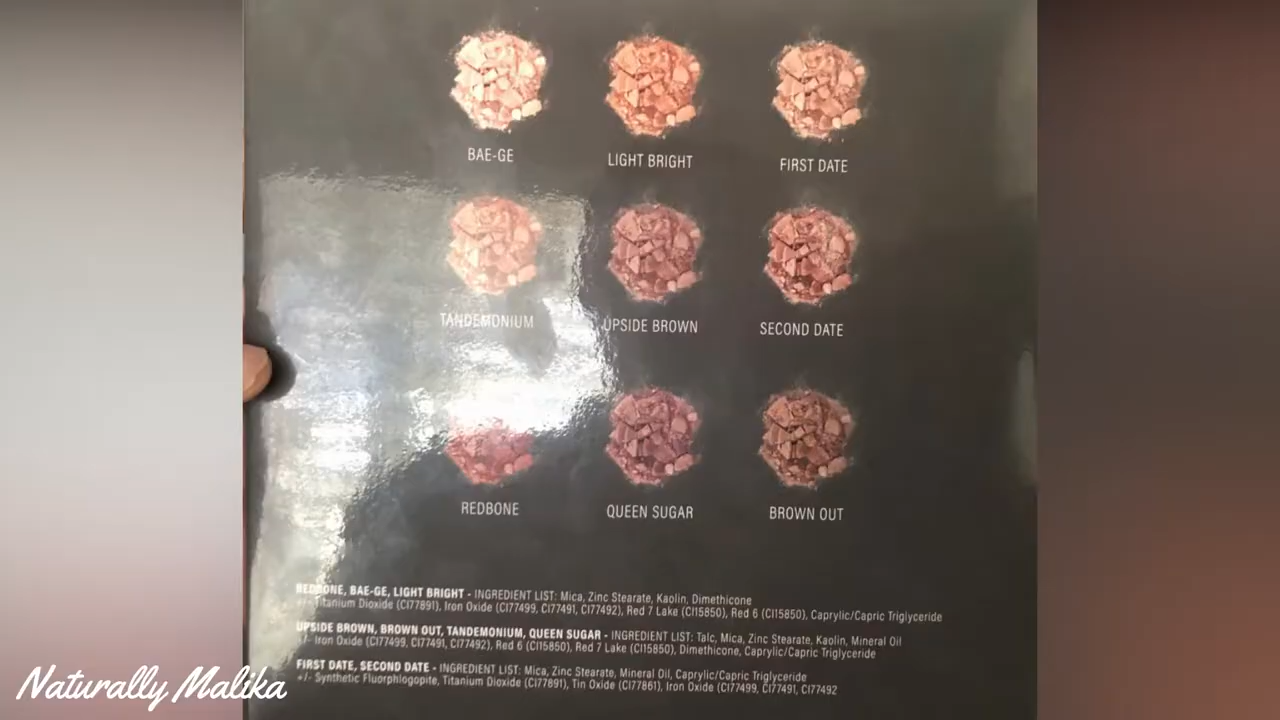 BAE-GE
LIGHT BRIGHT
FIRST DATE
TANDEMONIUM
UPSIDE BROWN
SECOND DATE
REDBONE
QUEEN SUGAR
BROWN OUT
REDBONE, BAE-GE, LIGHT BRIGHT - INGREDIENT LIST: Mica, Zinc Stearate, Kaolin, Dimethicone
+/- Titanium Dioxide (CI77891), Iron Oxide (CI77499, CI77491, CI77492), Red 7 Lake (CI15850), Red 6 (CI15850), Caprylic/Capric Triglyceride
UPSIDE BROWN, BROWN OUT, TANDEMONIUM, QUEEN SUGAR - INGREDIENT LIST: Talc, Mica, Zinc Stearate, Kaolin, Mineral Oil
+/- Iron Oxide (CI77499, CI77491, CI77492), Red 6 (CI15850), Red 7 Lake (CI15850), Dimethicone, Caprylic/Capric Triglyceride
FIRST DATE, SECOND DATE - INGREDIENT LIST: Mica, Zinc Stearate, Mineral Oil, Caprylic/Capric Triglyceride
+/- Synthetic Fluorphlogopite, Titanium Dioxide (CI77891), Tin Oxide (CI77861), Iron Oxide (CI77499, CI77491, CI77492
Naturally Malika